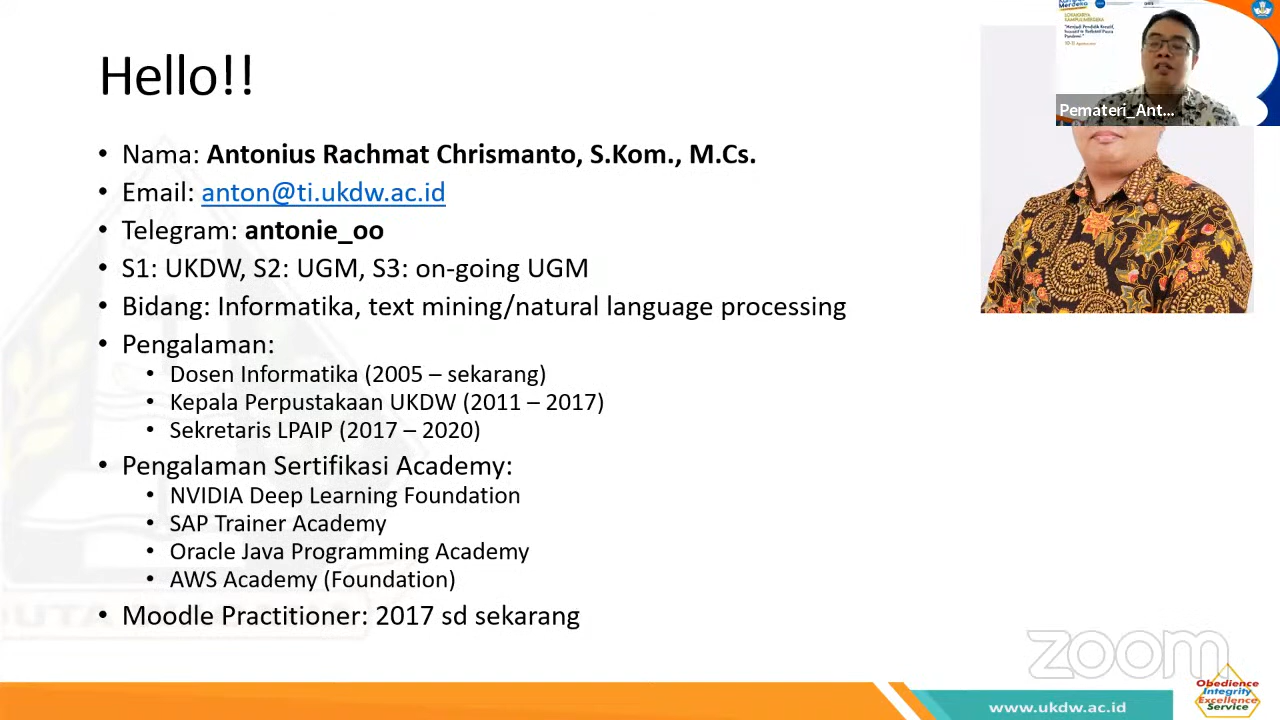 Hello!!
• Nama: Antonius Rachmat Chrismanto, S.Kom., M.Cs.
• Email: anton@ti.ukdw.ac.id
• Telegram: antonie_oo
• S1: UKDW, S2: UGM, S3: on-going UGM
• Bidang: Informatika, text mining/natural language processing
• Pengalaman:
• Dosen Informatika (2005 – sekarang)
• Kepala Perpustakaan UKDW (2011 – 2017)
• Sekretaris LPAIP (2017 – 2020)
• Pengalaman Sertifikasi Academy:
• NVIDIA Deep Learning Foundation
• SAP Trainer Academy
• Oracle Java Programming Academy
• AWS Academy (Foundation)
• Moodle Practitioner: 2017 sd sekarang
Merdeka
Pemateri_Ant...
zoom
www.ukdw.ac.id
Obedience
Integrity
Excellence
Service